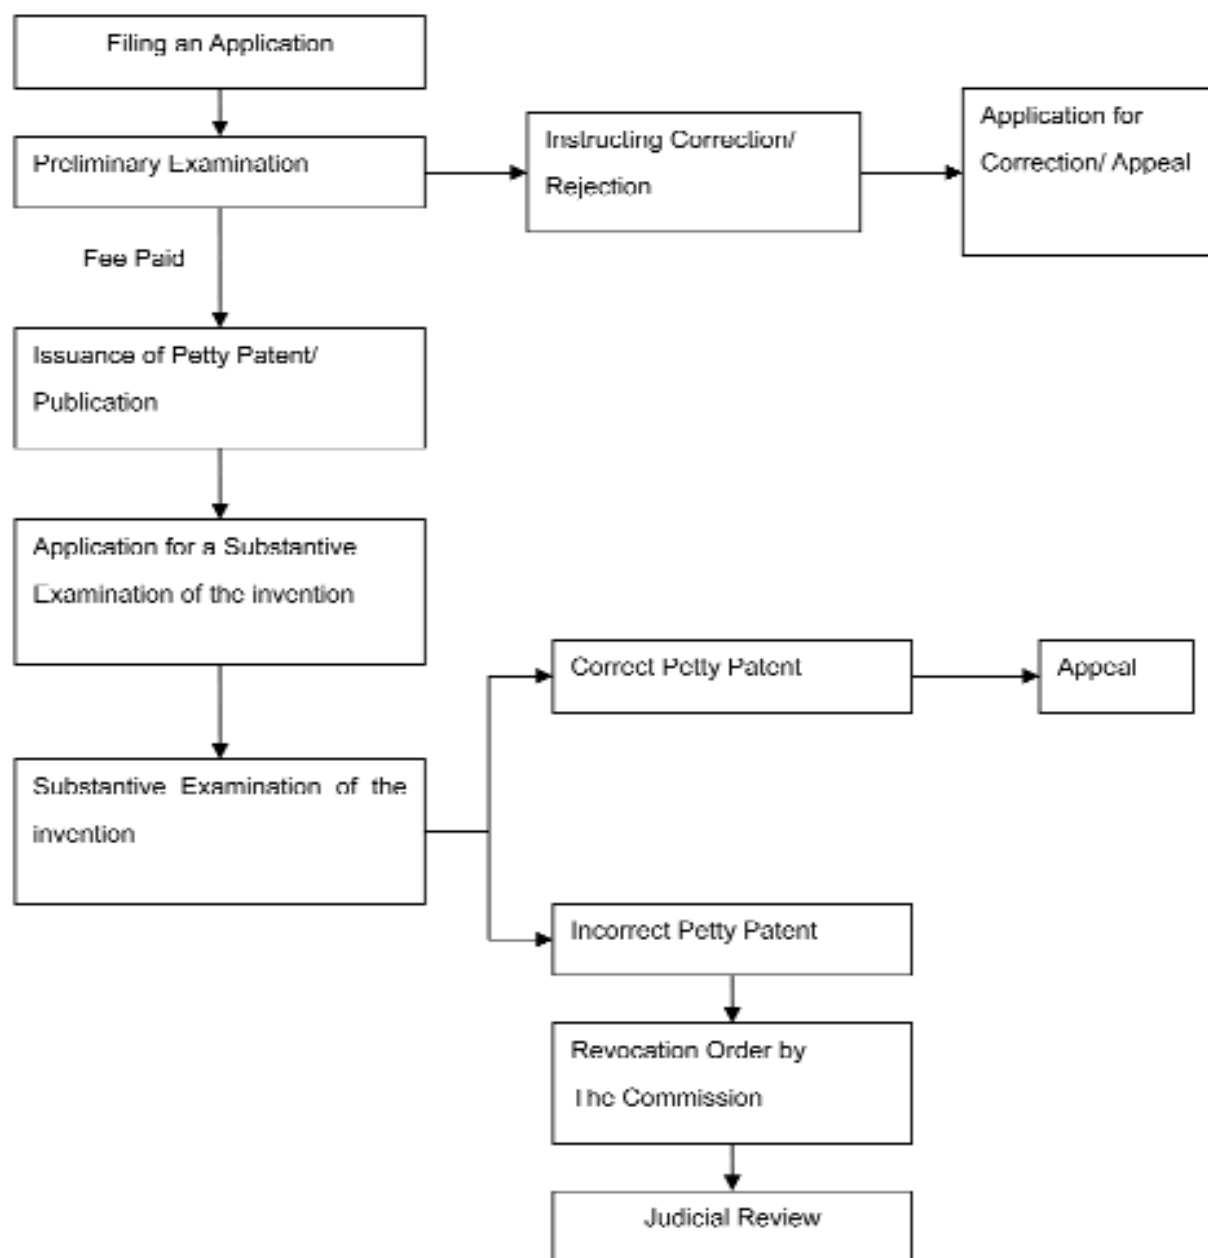 Filing an Application
Preliminary Examination
Instructing Correction/
Rejection
Application for
Correction/ Appeal
Fee Paid
Issuance of Petty Patent/
Publication
Application for a Substantive
Examination of the invention
Correct Petty Patent
Appeal
Substantive Examination of the
invention
Incorrect Petty Patent
Revocation Order by
The Commission
Judicial Review